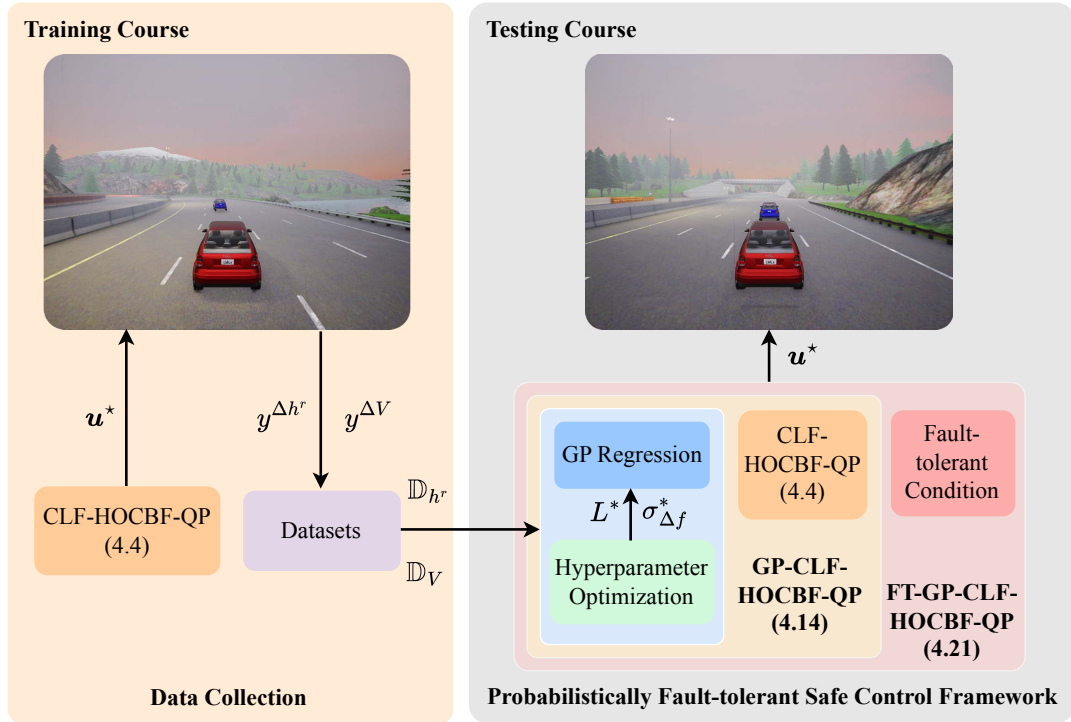 Training Course
𝒖*
y^{Δh^r}
y^{ΔV}
CLF-HOCBF-QP
(4.4)
Datasets
𝔻_{h^r}
𝔻_V
Data Collection
Testing Course
𝒖*
GP Regression
L*
σ*_{Δf}
Hyperparameter
Optimization
CLF-
HOCBF-QP
(4.4)
GP-CLF-
HOCBF-QP
(4.14)
Fault-
tolerant
Condition
FT-GP-CLF-
HOCBF-QP
(4.21)
Probabilistically Fault-tolerant Safe Control Framework